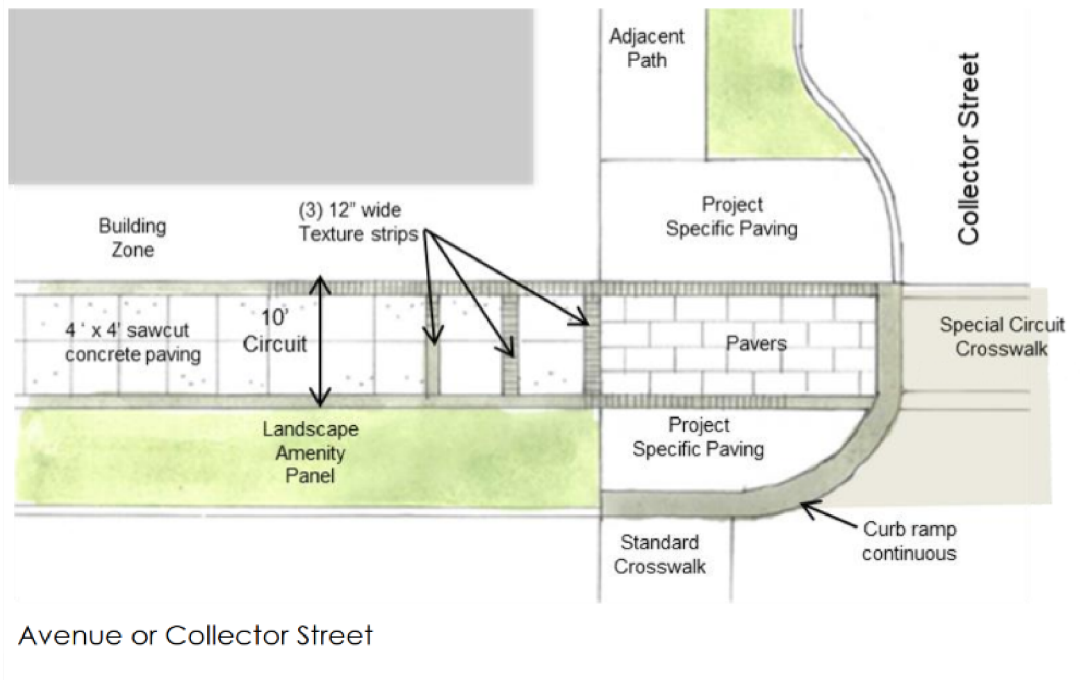 Adjacent
Path
Collector Street
(3) 12” wide
Texture strips
Building
Zone
Project
Specific Paving
4 ' x 4' sawcut
concrete paving
10’
Circuit
Pavers
Special Circuit
Crosswalk
Landscape
Amenity
Panel
Project
Specific Paving
Curb ramp
continuous
Standard
Crosswalk
Avenue or Collector Street